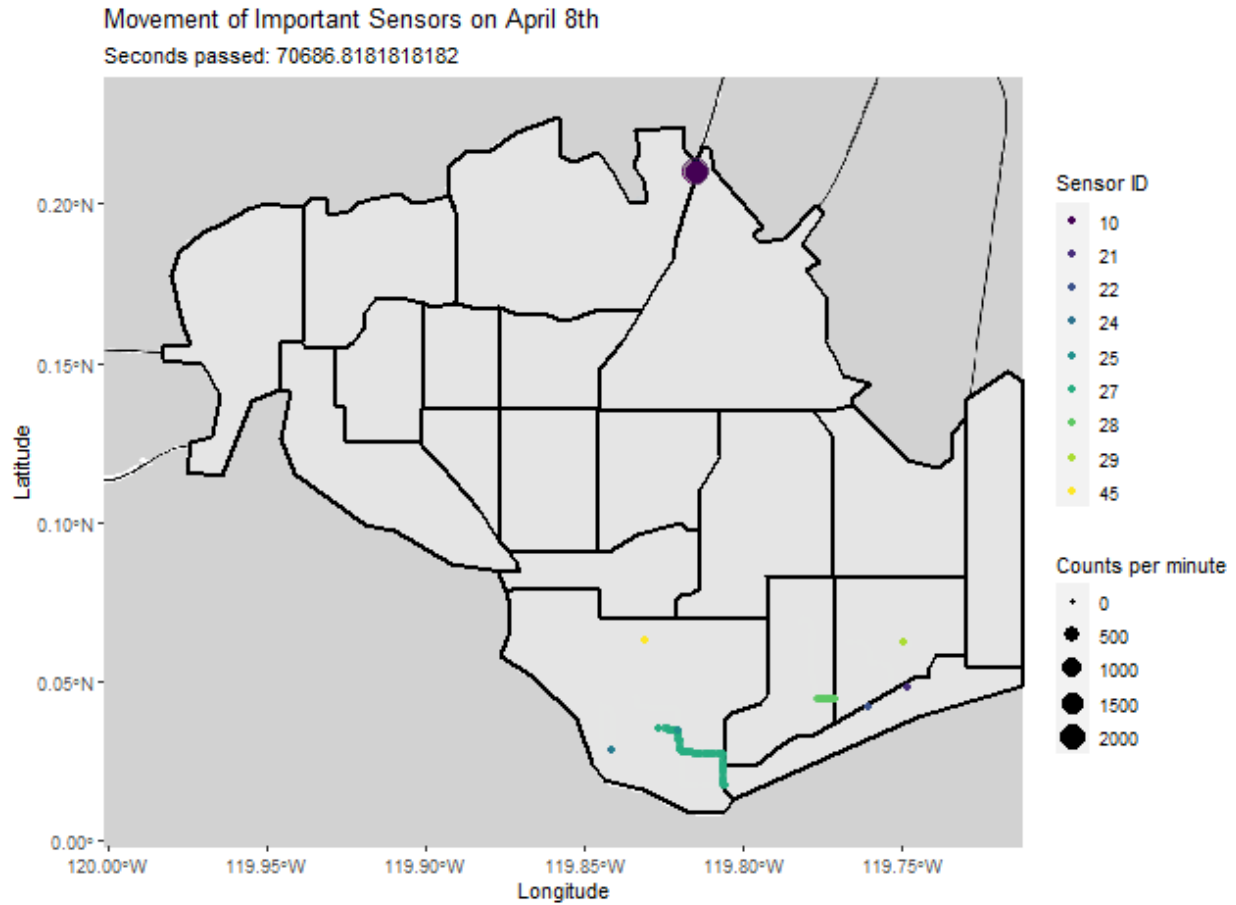 Movement of Important Sensors on April 8th
Seconds passed: 70686.8181818182
0.20°N
0.15°N
0.10°N
0.05°N
0.00°
Latitude
120.00°W
119.95°W
119.90°W
119.85°W
119.80°W
119.75°W
Longitude
Sensor ID
10
21
22
24
25
27
28
29
45
Counts per minute
0
500
1000
1500
2000